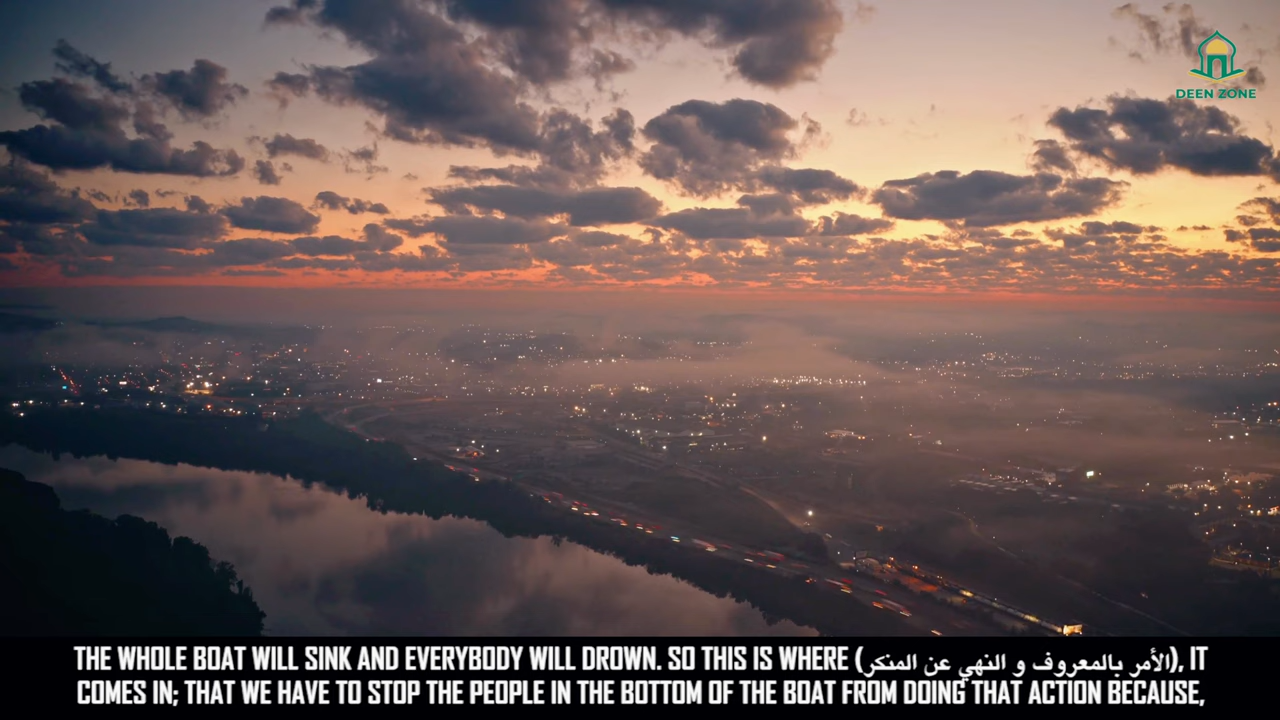 DEEN ZONE
THE WHOLE BOAT WILL SINK AND EVERYBODY WILL DROWN. SO THIS IS WHERE (الأمر بالمعروف و النهي عن المنكر), IT
COMES IN; THAT WE HAVE TO STOP THE PEOPLE IN THE BOTTOM OF THE BOAT FROM DOING THAT ACTION BECAUSE,